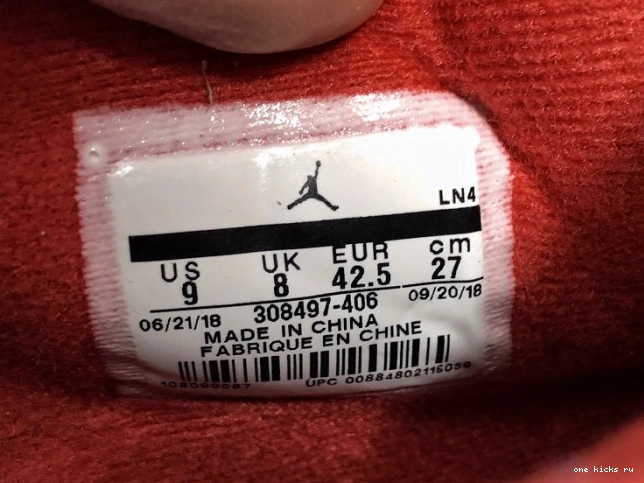 LN4
US UK EUR cm
9 8 42.5 27
308497-406
06/21/18 09/20/18
MADE IN CHINA
FABRIQUE EN CHINE
UPC 00884802116059
one kicks ru